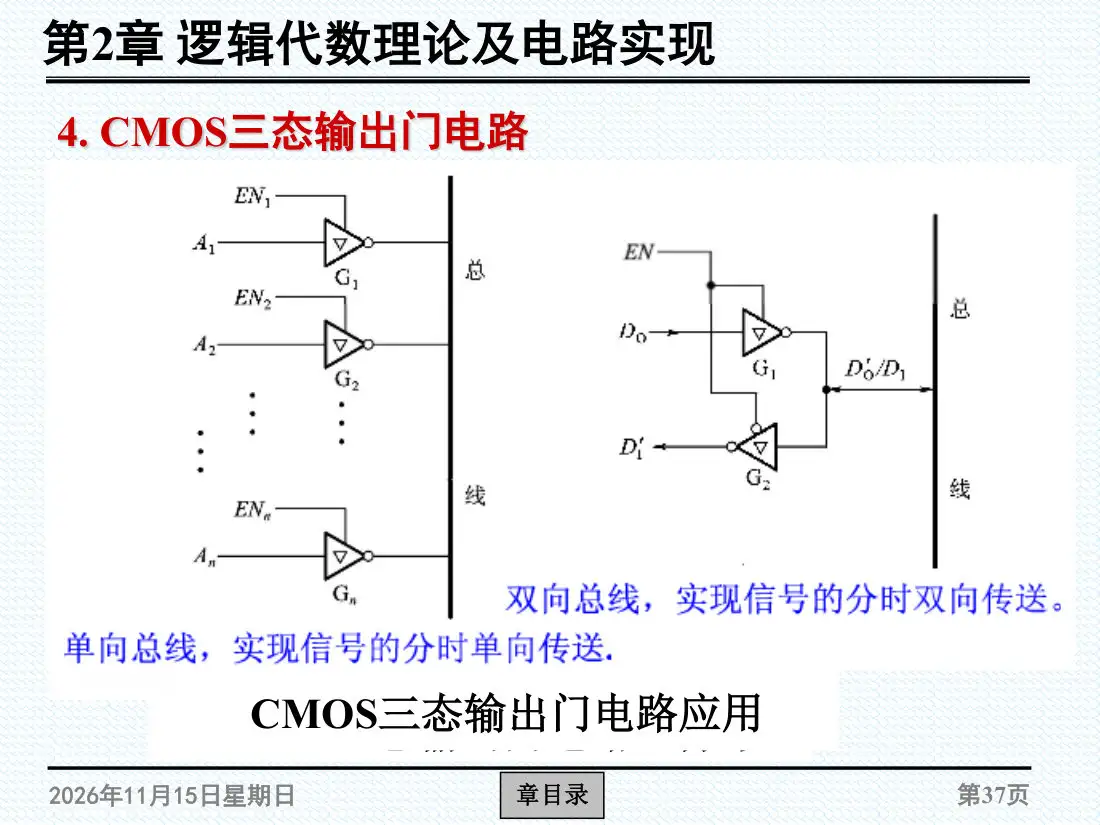 第2章 逻辑代数理论及电路实现
4. CMOS三态输出门电路
EN₁
A₁
G₁
总
EN₂
A₂
G₂
线
ENₙ
Aₙ
Gₙ
EN
总
D_O
G₁
D′_O/D_I
D′_I
G₂
线
双向总线，实现信号的分时双向传送。
单向总线，实现信号的分时单向传送.
CMOS三态输出门电路应用
2026年11月15日星期日
章目录
第37页